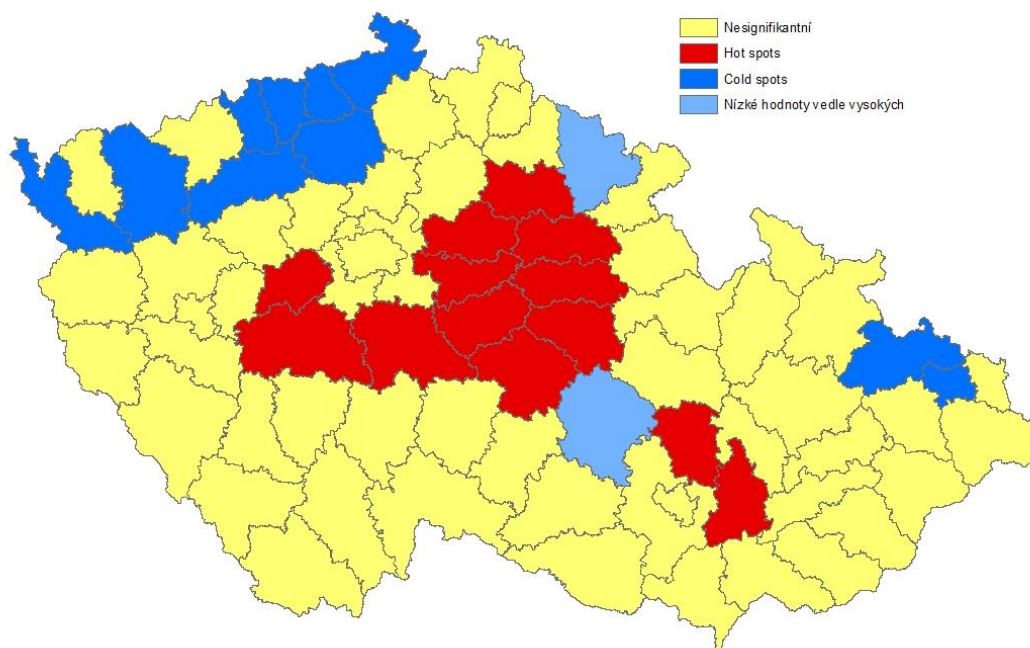 Nesignifikantní
Hot spots
Cold spots
Nízké hodnoty vedle vysokých